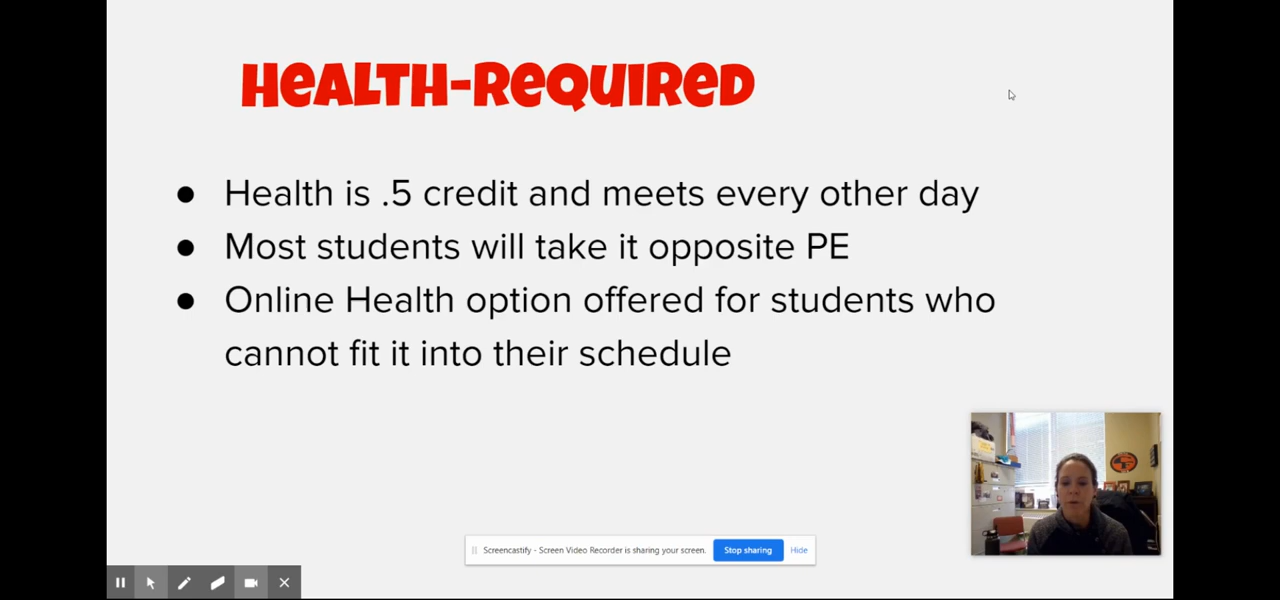 HEALTH-REQUIRED
● Health is .5 credit and meets every other day
● Most students will take it opposite PE
● Online Health option offered for students who
cannot fit it into their schedule
Screencastify - Screen Video Recorder is sharing your screen. Stop sharing Hide